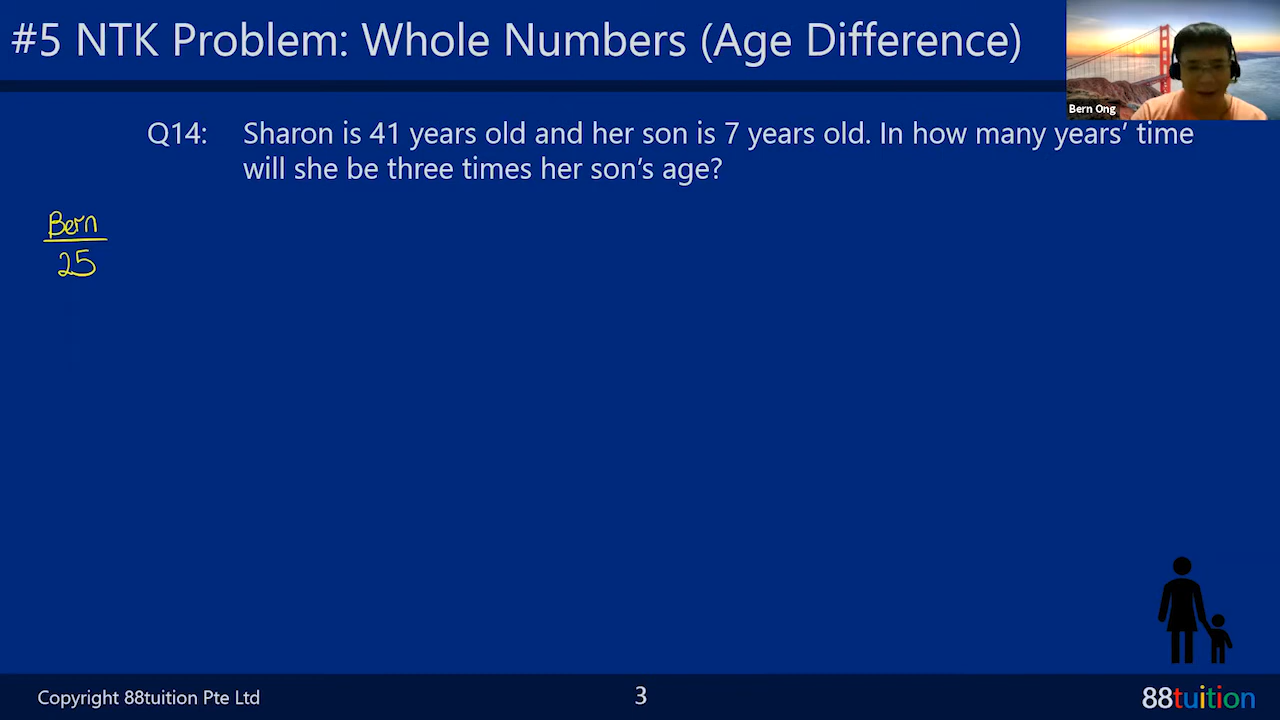 #5 NTK Problem: Whole Numbers (Age Difference)
Bern Ong
Q14: Sharon is 41 years old and her son is 7 years old. In how many years’ time
will she be three times her son’s age?
Bern
25
Copyright 88tuition Pte Ltd
3
88tuition